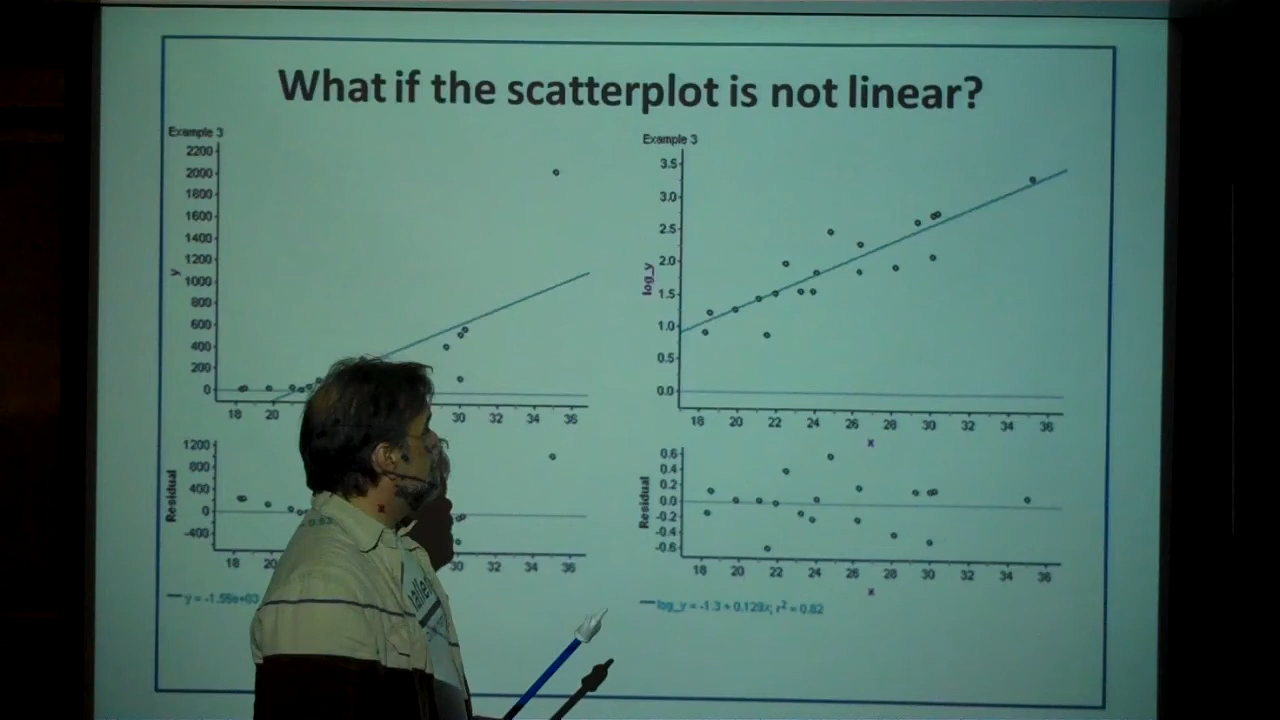 What if the scatterplot is not linear?
Example 3
2200
2000
1800
1600
1400
1200
1000
800
600
400
200
0
y
18 20 30 32 34 36
1200
800
400
0
-400
Residual
18 20 30 32 34 36
x
y = -1.56e+03
Example 3
3.5
3.0
2.5
2.0
1.5
1.0
0.5
0.0
log_y
18 20 22 24 26 28 30 32 34 36
x
0.6
0.4
0.2
0.0
-0.2
-0.4
-0.6
Residual
18 20 22 24 26 28 30 32 34 36
x
log_y = -1.3 + 0.129x; r² = 0.82